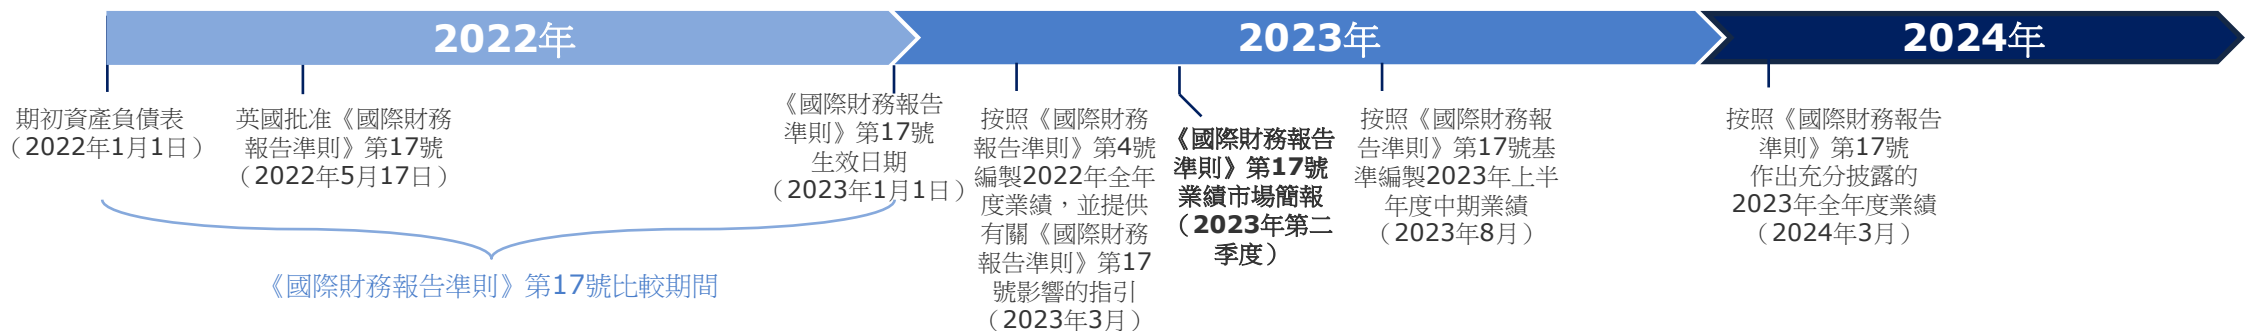 2022年
2023年
2024年
期初資產負債表
（2022年1月1日）
英國批准《國際財務
報告準則》第17號
（2022年5月17日）
《國際財務報告
準則》第17號
生效日期
（2023年1月1日）
按照《國際財務
報告準則》第4號
編製2022年全年
度業績，並提供
有關《國際財務
報告準則》第17
號影響的指引
（2023年3月）
《國際財務報告
準則》第17號
業績市場簡報
（2023年第二
季度）
按照《國際財務報
告準則》第17號基
準編製2023年上半
年度中期業績
（2023年8月）
按照《國際財務報告
準則》第17號
作出充分披露的
2023年全年度業績
（2024年3月）
《國際財務報告準則》第17號比較期間